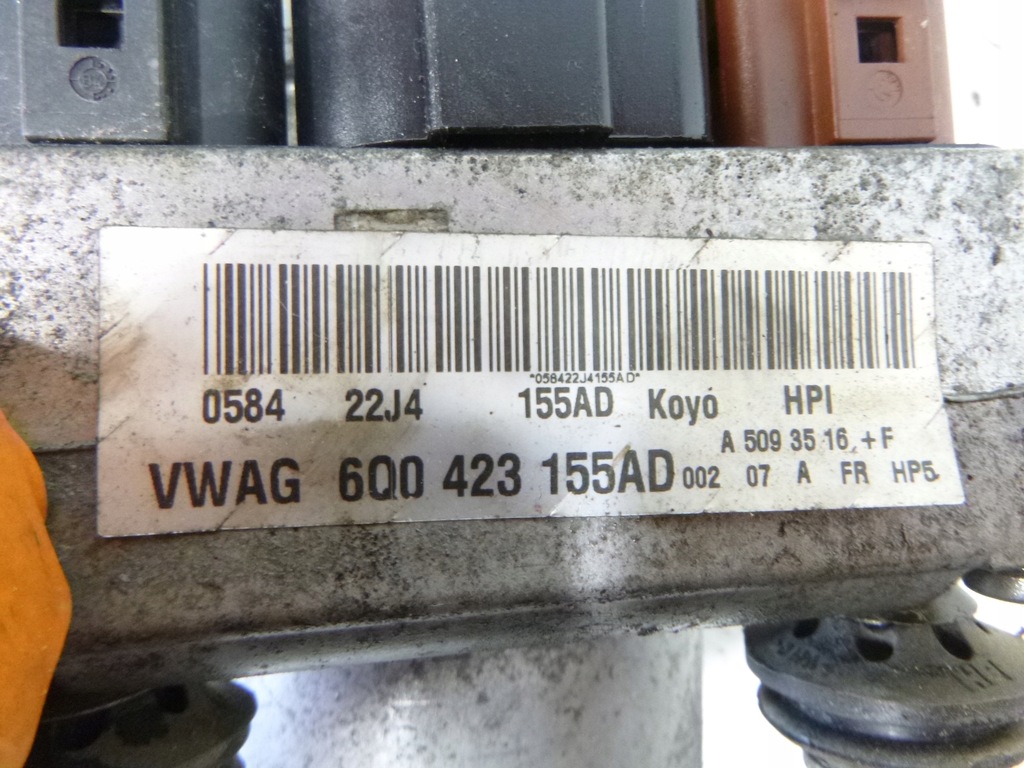 *058422J4155AD*
0584 22J4 155AD Koyo HPI
A 509 35 16 +F
VWAG 6Q0 423 155AD 002 07 A FR HP5